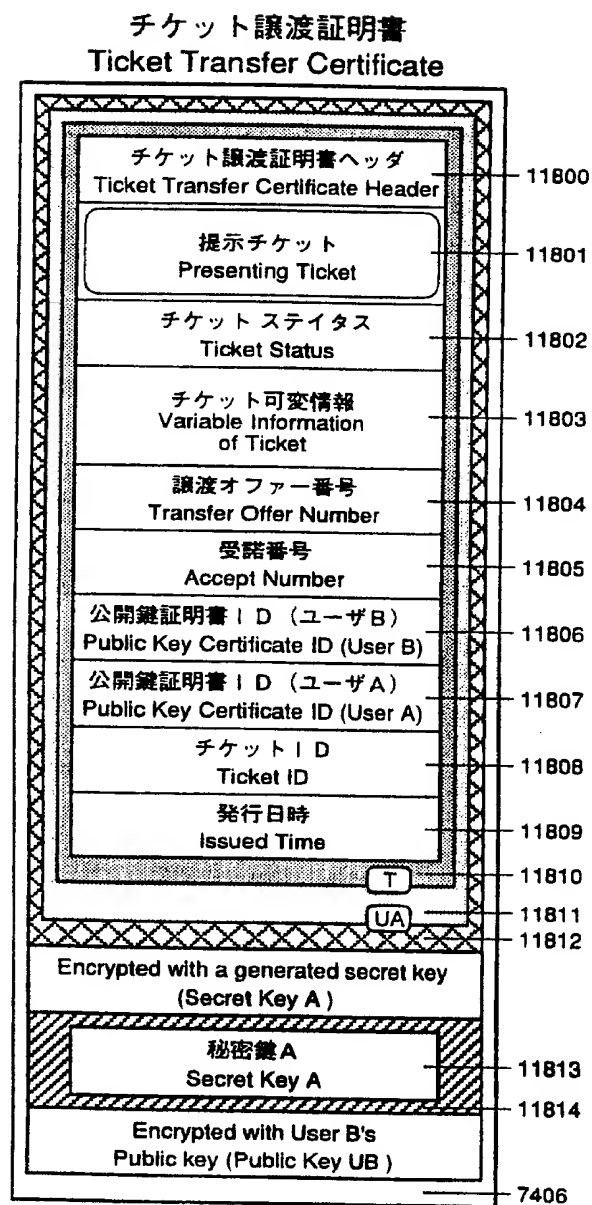 チケット譲渡証明書
Ticket Transfer Certificate
チケット譲渡証明書ヘッダ
Ticket Transfer Certificate Header
11800
提示チケット
Presenting Ticket
11801
チケット ステイタス
Ticket Status
11802
チケット可変情報
Variable Information
of Ticket
11803
譲渡オファー番号
Transfer Offer Number
11804
受諾番号
Accept Number
11805
公開鍵証明書ID (ユーザB)
Public Key Certificate ID (User B)
11806
公開鍵証明書ID (ユーザA)
Public Key Certificate ID (User A)
11807
チケットID
Ticket ID
11808
発行日時
Issued Time
11809
T
11810
UA
11811
11812
Encrypted with a generated secret key
(Secret Key A )
秘密鍵A
Secret Key A
11813
11814
Encrypted with User B's
Public key (Public Key UB )
7406